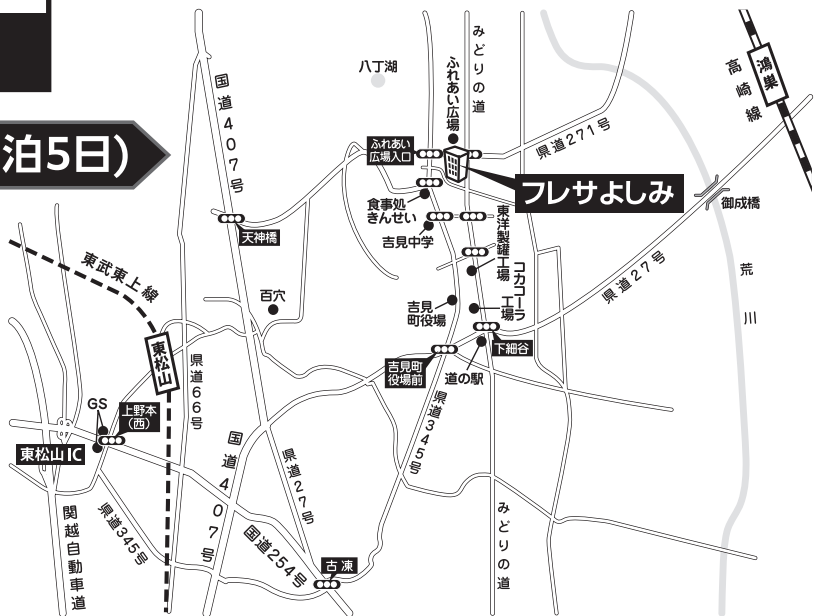 泊5日)
国道407号
八丁湖
みどりの道
ふれあい広場
高崎線
鴻巣
ふれあい
広場入口
県道271号
フレサよしみ
御成橋
食事処
きんせい
吉見中学
天神橋
東洋製罐工場
コカコーラ
工場
東武東上線
百穴
県道27号
荒川
吉見
町役場
下細谷
東松山
県道66号
吉見町
役場前
道の駅
GS
上野本
(西)
東松山IC
県道345号
国道407号
県道27号
関越自動車道
県道345号
国道254号
古凍
みどりの道